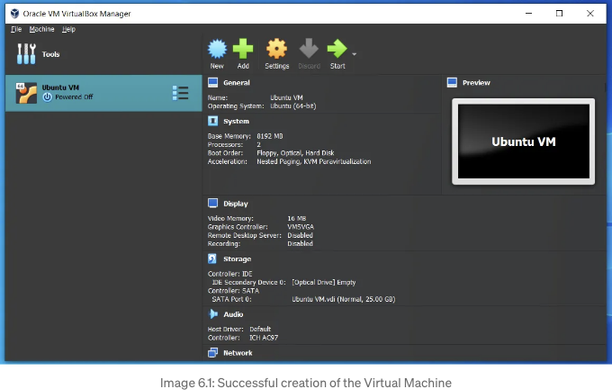 Oracle VM VirtualBox Manager
File Machine Help
Tools
New Add Settings Discard Start
Ubuntu VM
Powered Off
General
Name: Ubuntu VM
Operating System: Ubuntu (64-bit)
System
Base Memory: 8192 MB
Processors: 2
Boot Order: Floppy, Optical, Hard Disk
Acceleration: Nested Paging, KVM Paravirtualization
Preview
Ubuntu VM
Display
Video Memory: 16 MB
Graphics Controller: VMSVGA
Remote Desktop Server: Disabled
Recording: Disabled
Storage
Controller: IDE
IDE Secondary Device 0: [Optical Drive] Empty
Controller: SATA
SATA Port 0: Ubuntu VM.vdi (Normal, 25.00 GB)
Audio
Host Driver: Default
Controller: ICH AC97
Network
Image 6.1: Successful creation of the Virtual Machine